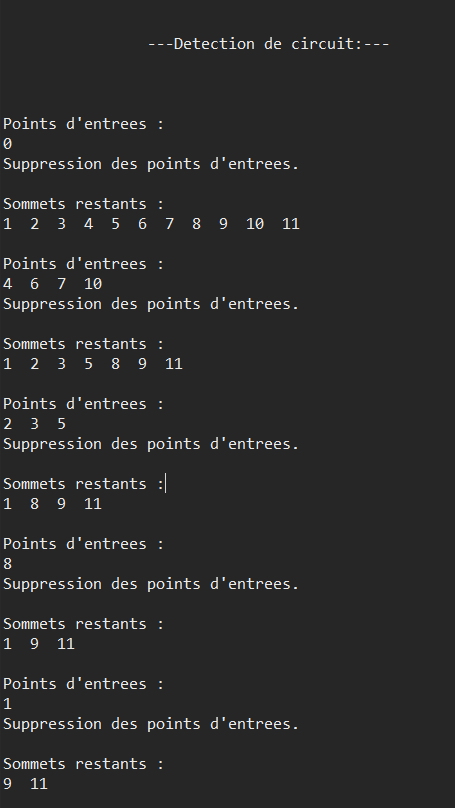 ---Detection de circuit:---
Points d'entrees :
0
Suppression des points d'entrees.
Sommets restants :
1 2 3 4 5 6 7 8 9 10 11
Points d'entrees :
4 6 7 10
Suppression des points d'entrees.
Sommets restants :
1 2 3 5 8 9 11
Points d'entrees :
2 3 5
Suppression des points d'entrees.
Sommets restants :
1 8 9 11
Points d'entrees :
8
Suppression des points d'entrees.
Sommets restants :
1 9 11
Points d'entrees :
1
Suppression des points d'entrees.
Sommets restants :
9 11